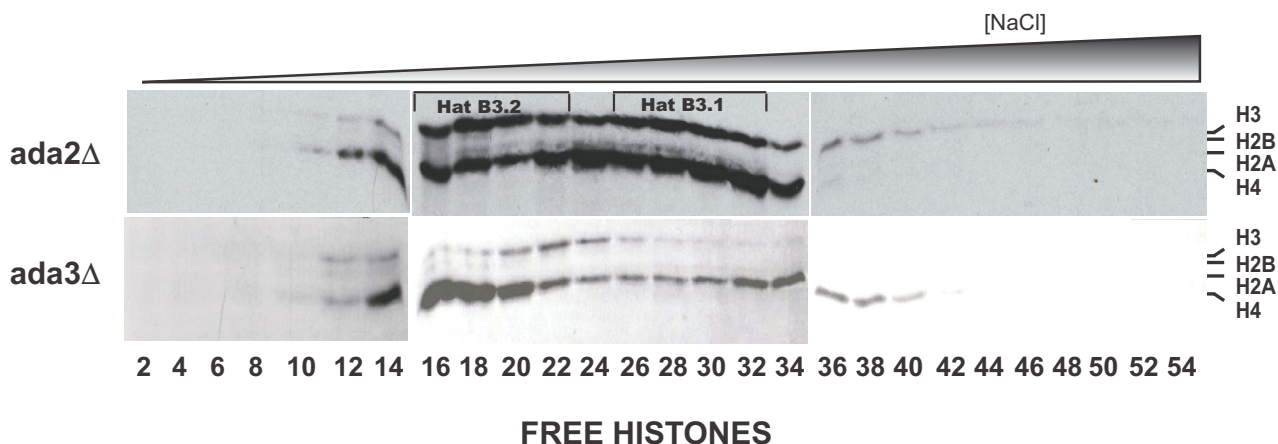 [NaCl]
Hat B3.2 Hat B3.1
ada2Δ
H3
H2B
H2A
H4
ada3Δ
H3
H2B
H2A
H4
2 4 6 8 10 12 14 16 18 20 22 24 26 28 30 32 34 36 38 40 42 44 46 48 50 52 54
FREE HISTONES